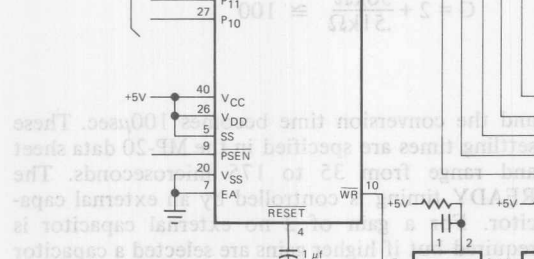 P11
27 P10
40 VCC
+5V
26 VDD
5 SS
9 PSEN
20 VSS
7 EA
10 WR
RESET
4
+5V
+5V
1 2
1 µf
G = 2 + .51KΩ ≅ 100
and the conversion time becomes 100µsec. These
settling times are specified in the MP-20 data sheet
and range from 35 to 175 microseconds. The
READY timing is controlled by an external capa-
citor. For a gain of 2 no external capacitor is
required but if higher gains are selected a capacitor